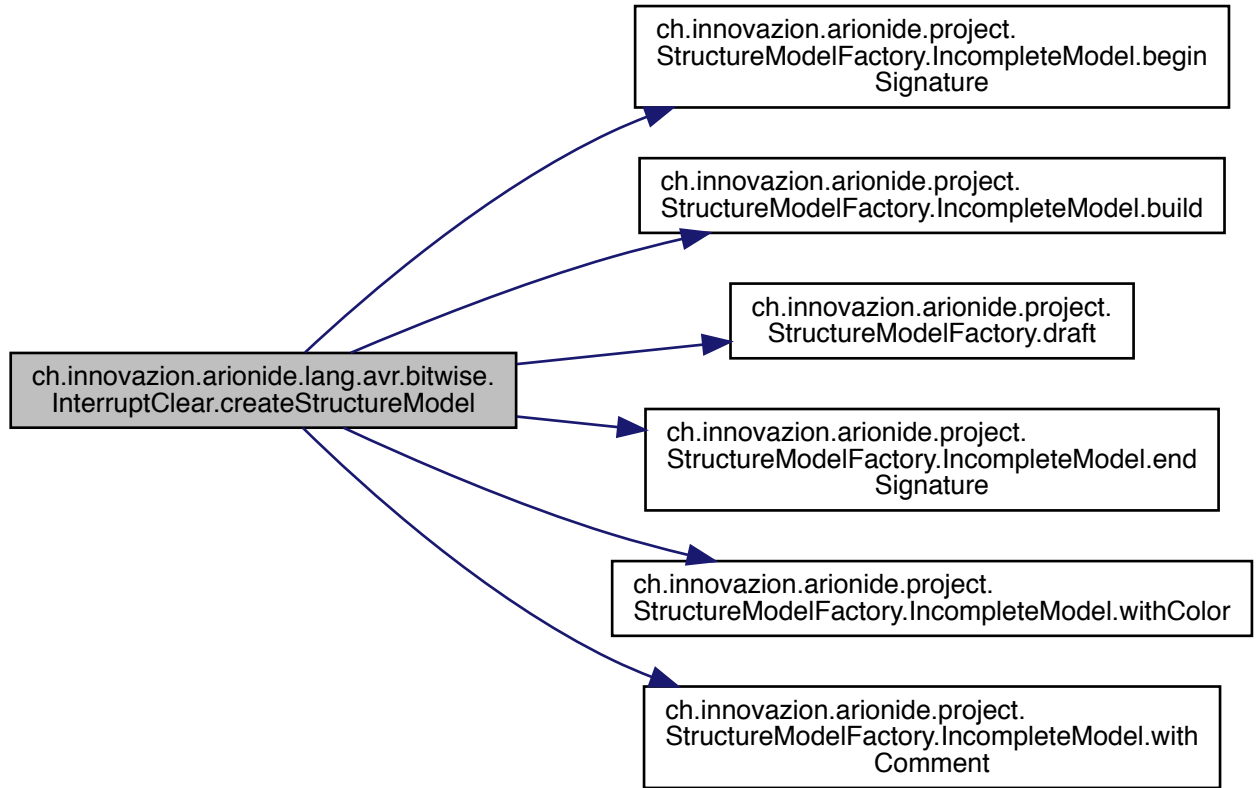 ch.innovazion.arionide.project.
StructureModelFactory.IncompleteModel.begin
Signature
ch.innovazion.arionide.project.
StructureModelFactory.IncompleteModel.build
ch.innovazion.arionide.project.
StructureModelFactory.draft
ch.innovazion.arionide.lang.avr.bitwise.
InterruptClear.createStructureModel
ch.innovazion.arionide.project.
StructureModelFactory.IncompleteModel.end
Signature
ch.innovazion.arionide.project.
StructureModelFactory.IncompleteModel.withColor
ch.innovazion.arionide.project.
StructureModelFactory.IncompleteModel.with
Comment